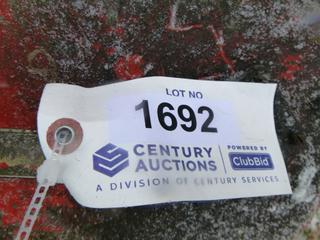 LOT NO
1692
CENTURY
AUCTIONS
POWERED BY
ClubBid
A DIVISION OF CENTURY SERVICES